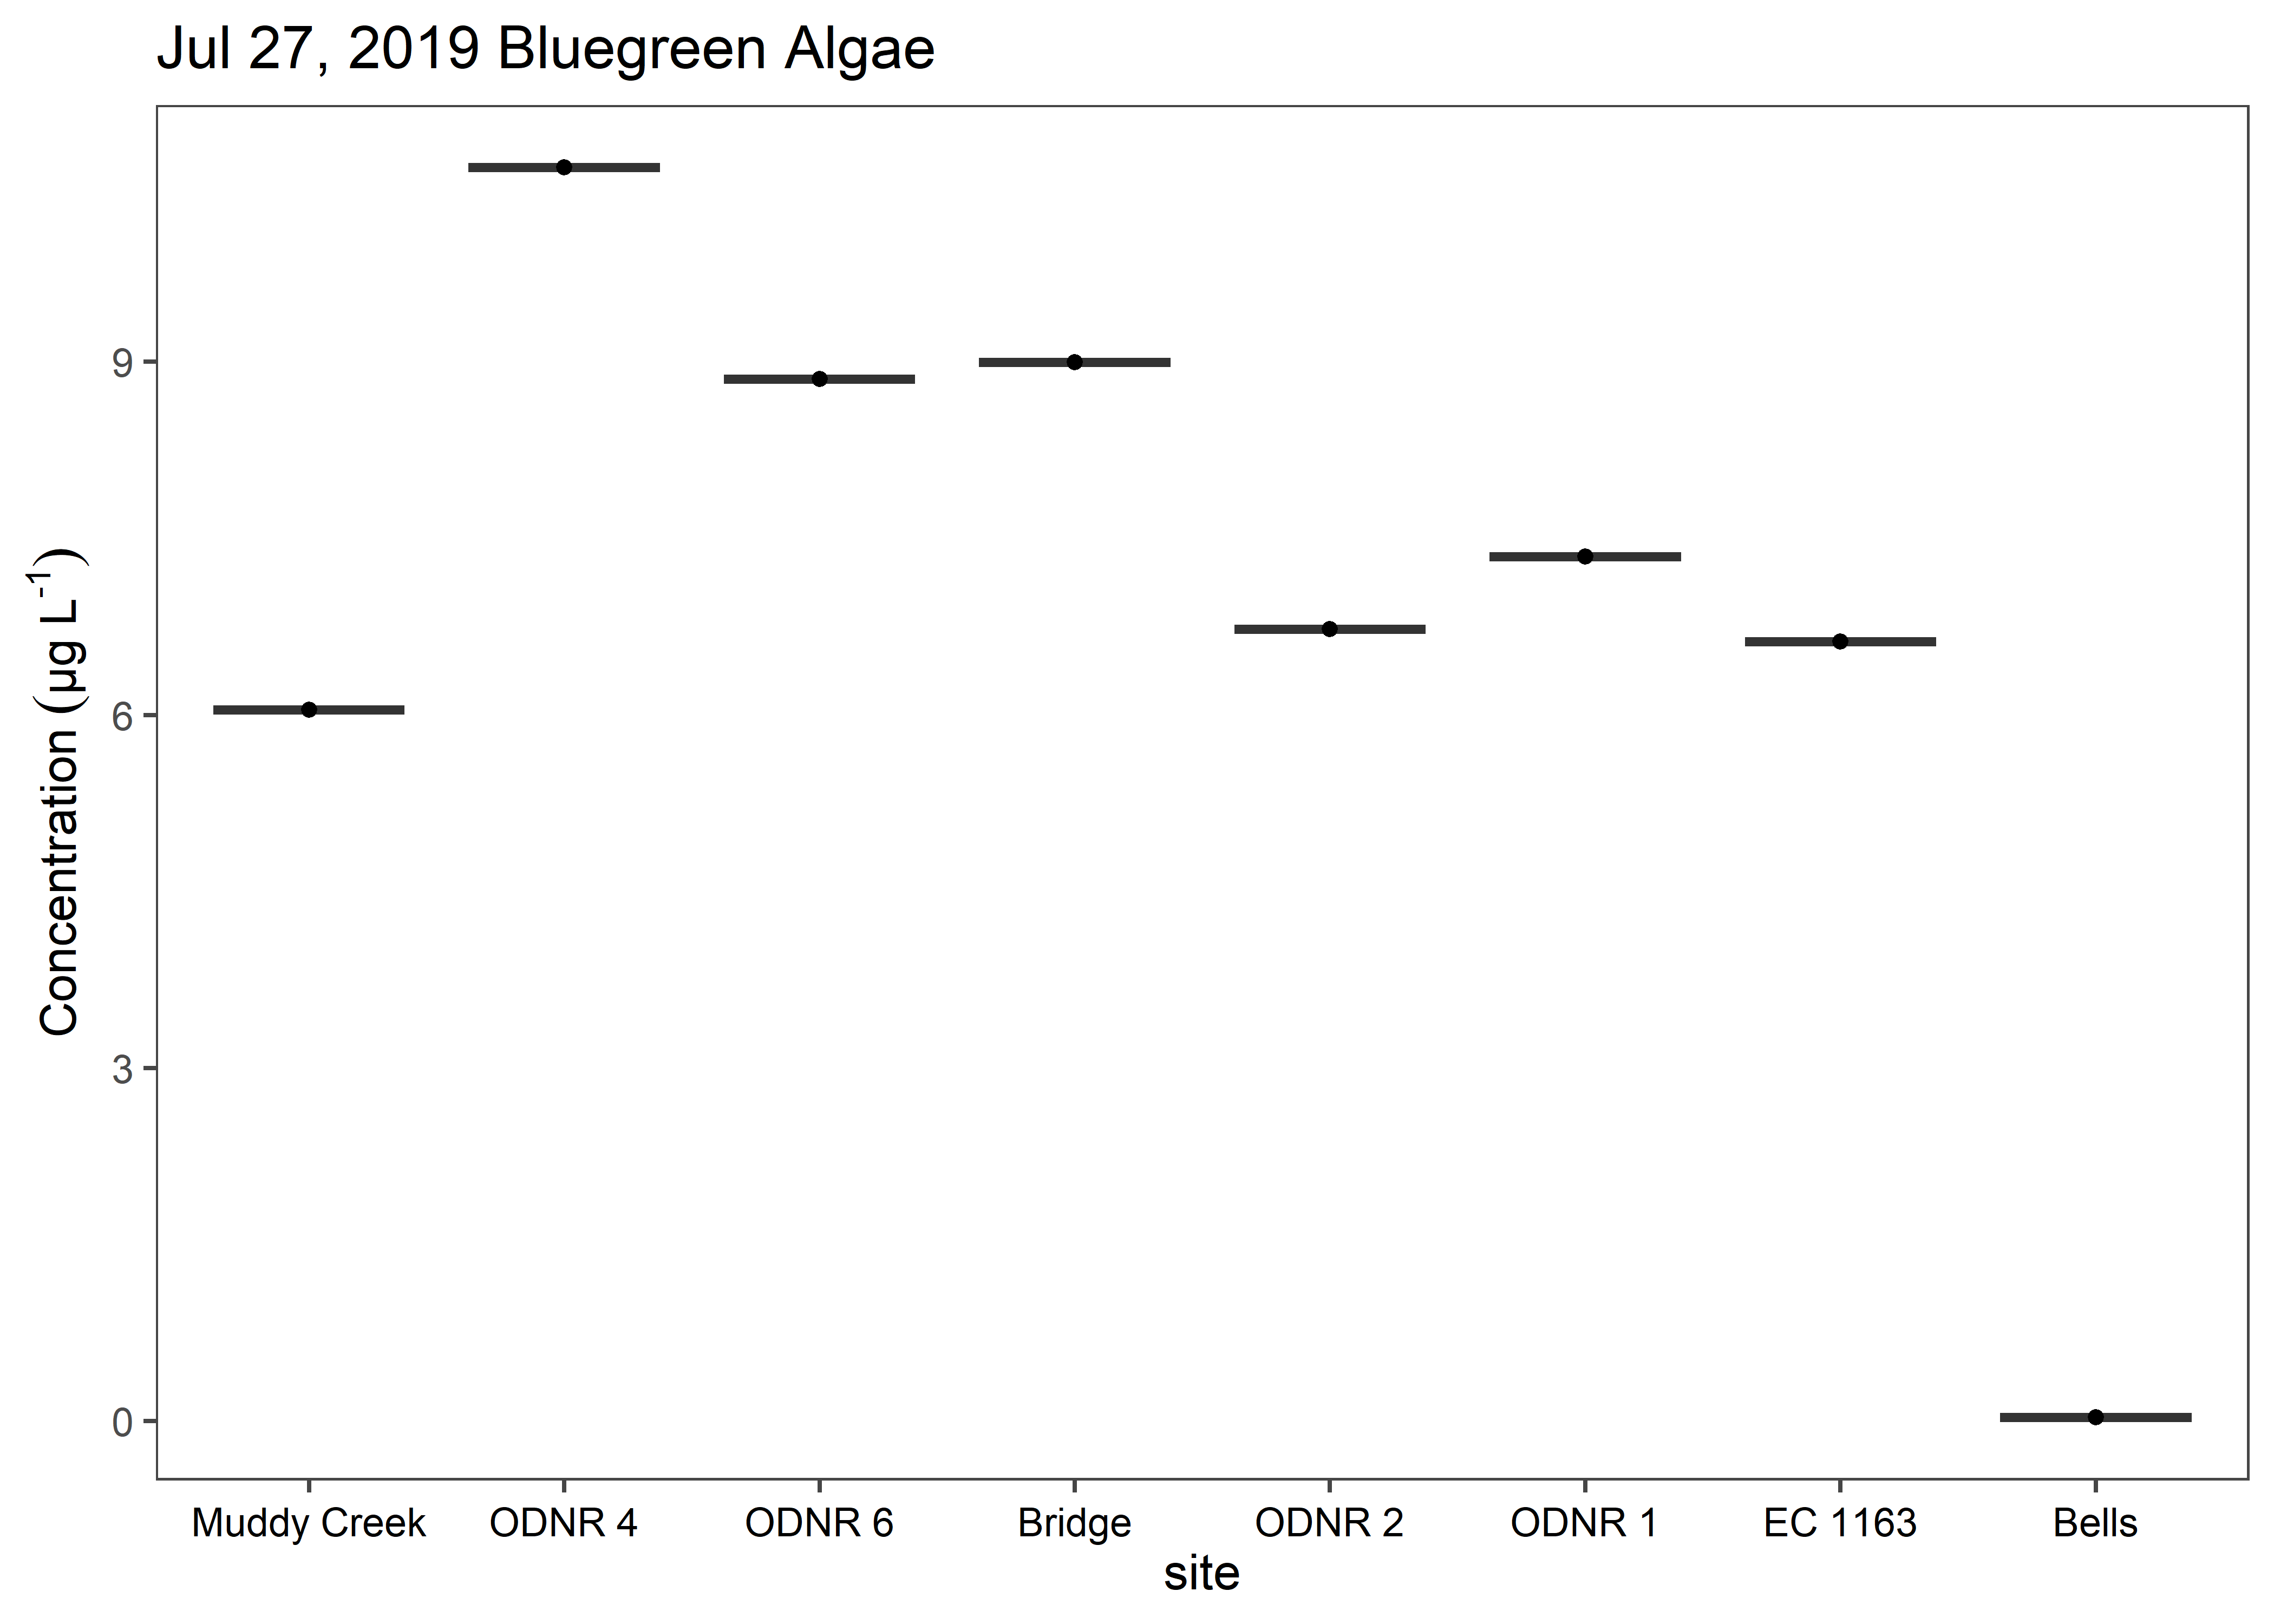 Jul 27, 2019 Bluegreen Algae
Concentration (µg L⁻¹)
9
6
3
0
Muddy Creek ODNR 4 ODNR 6 Bridge ODNR 2 ODNR 1 EC 1163 Bells
site